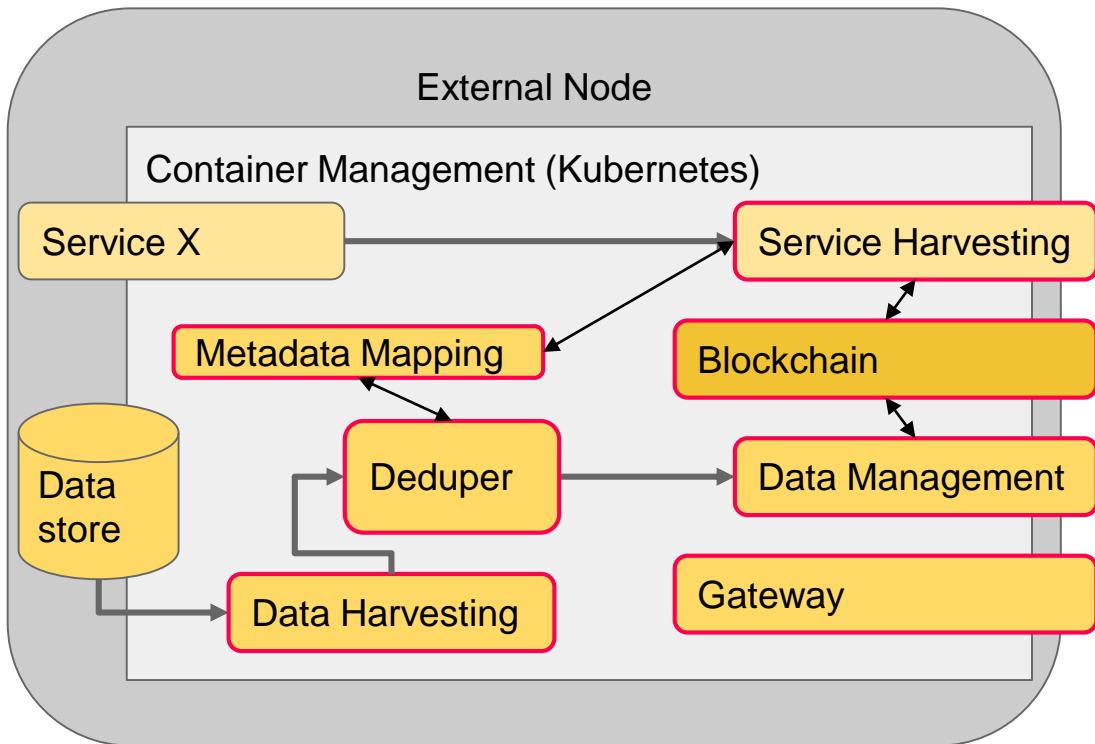 External Node
Container Management (Kubernetes)
Service X
Service Harvesting
Metadata Mapping
Blockchain
Data
store
Deduper
Data Management
Data Harvesting
Gateway